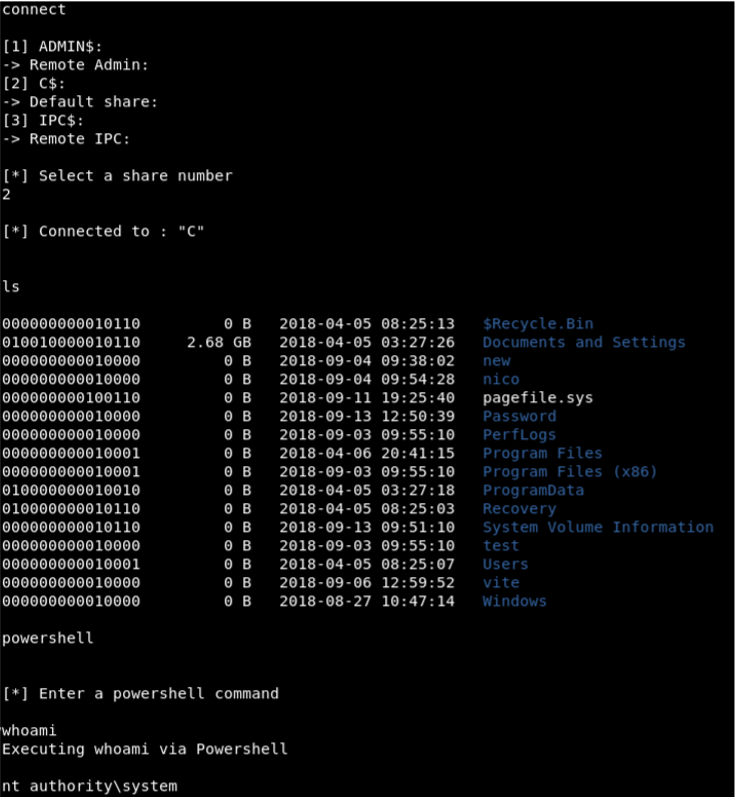 connect
[1] ADMIN$:
-> Remote Admin:
[2] C$:
-> Default share:
[3] IPC$:
-> Remote IPC:
[*] Select a share number
2
[*] Connected to : "C"
ls
000000000010110 0 B 2018-04-05 08:25:13 $Recycle.Bin
010010000010110 2.68 GB 2018-04-05 03:27:26 Documents and Settings
000000000010000 0 B 2018-09-04 09:38:02 new
000000000010000 0 B 2018-09-04 09:54:28 nico
000000000100110 0 B 2018-09-11 19:25:40 pagefile.sys
000000000010000 0 B 2018-09-13 12:50:39 Password
000000000010000 0 B 2018-09-03 09:55:10 PerfLogs
000000000010001 0 B 2018-04-06 20:41:15 Program Files
000000000010001 0 B 2018-09-03 09:55:10 Program Files (x86)
010000000010010 0 B 2018-04-05 03:27:18 ProgramData
010000000010110 0 B 2018-04-05 08:25:03 Recovery
000000000010110 0 B 2018-09-13 09:51:10 System Volume Information
000000000010000 0 B 2018-09-03 09:55:10 test
000000000010001 0 B 2018-04-05 08:25:07 Users
000000000010000 0 B 2018-09-06 12:59:52 vite
000000000010000 0 B 2018-08-27 10:47:14 Windows
powershell
[*] Enter a powershell command
whoami
Executing whoami via Powershell
nt authority\system